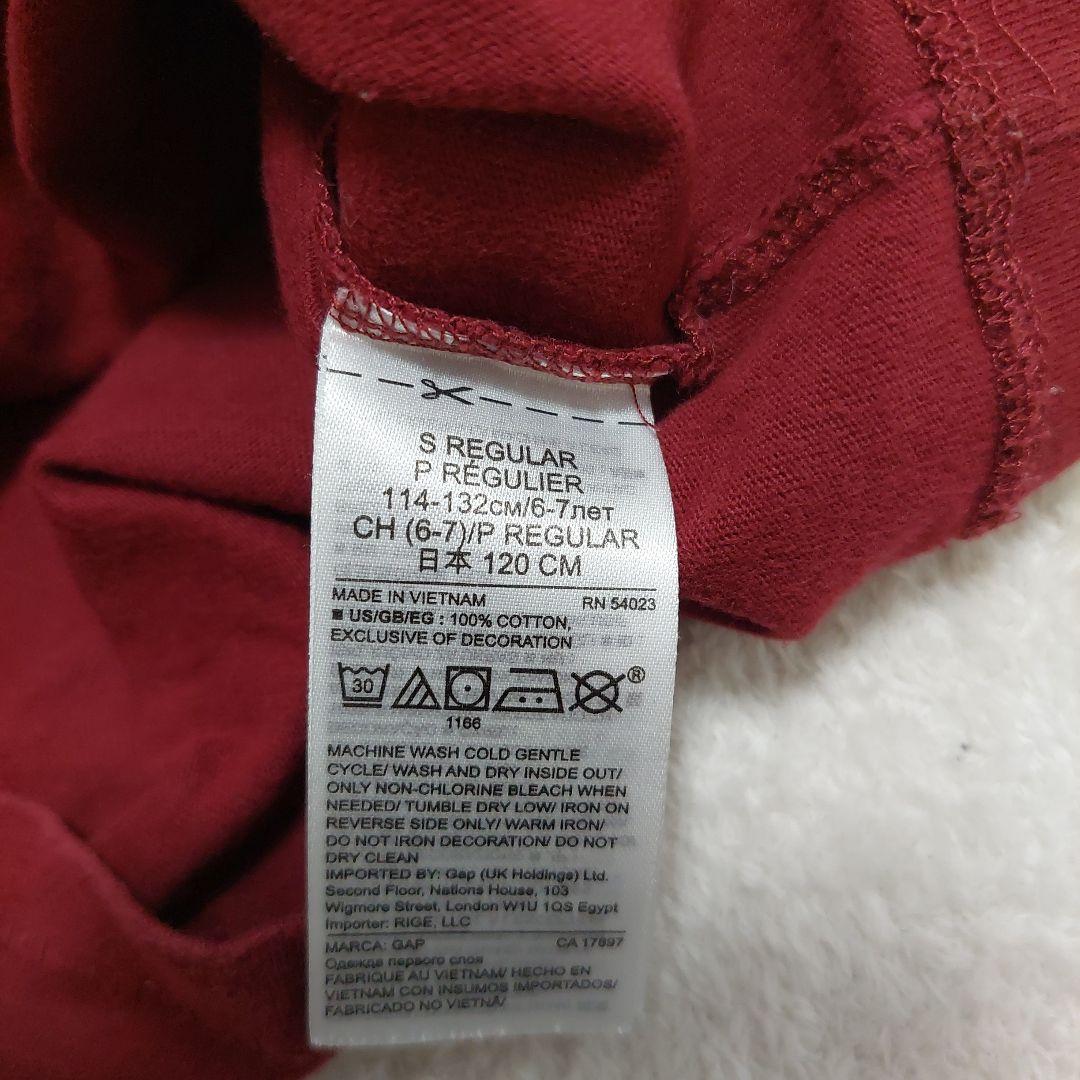 S REGULAR
P RÉGULIER
114-132см/6-7лет
CH (6-7)/P REGULAR
日本 120 CM
MADE IN VIETNAM RN 54023
■ US/GB/EG : 100% COTTON,
EXCLUSIVE OF DECORATION
30 ®
1166
MACHINE WASH COLD GENTLE
CYCLE/ WASH AND DRY INSIDE OUT/
ONLY NON-CHLORINE BLEACH WHEN
NEEDED/ TUMBLE DRY LOW/ IRON ON
REVERSE SIDE ONLY/ WARM IRON/
DO NOT IRON DECORATION/ DO NOT
DRY CLEAN
IMPORTED BY: Gap (UK Holdings) Ltd.
Second Floor, Nations House, 103
Wigmore Street, London W1U 1QS Egypt
Importer: RIGE, LLC
MARCA: GAP CA 17897
Одежда первого слоя
FABRIQUE AU VIETNAM/ HECHO EN
VIETNAM CON INSUMOS IMPORTADOS/
FABRICADO NO VIETNÃ/